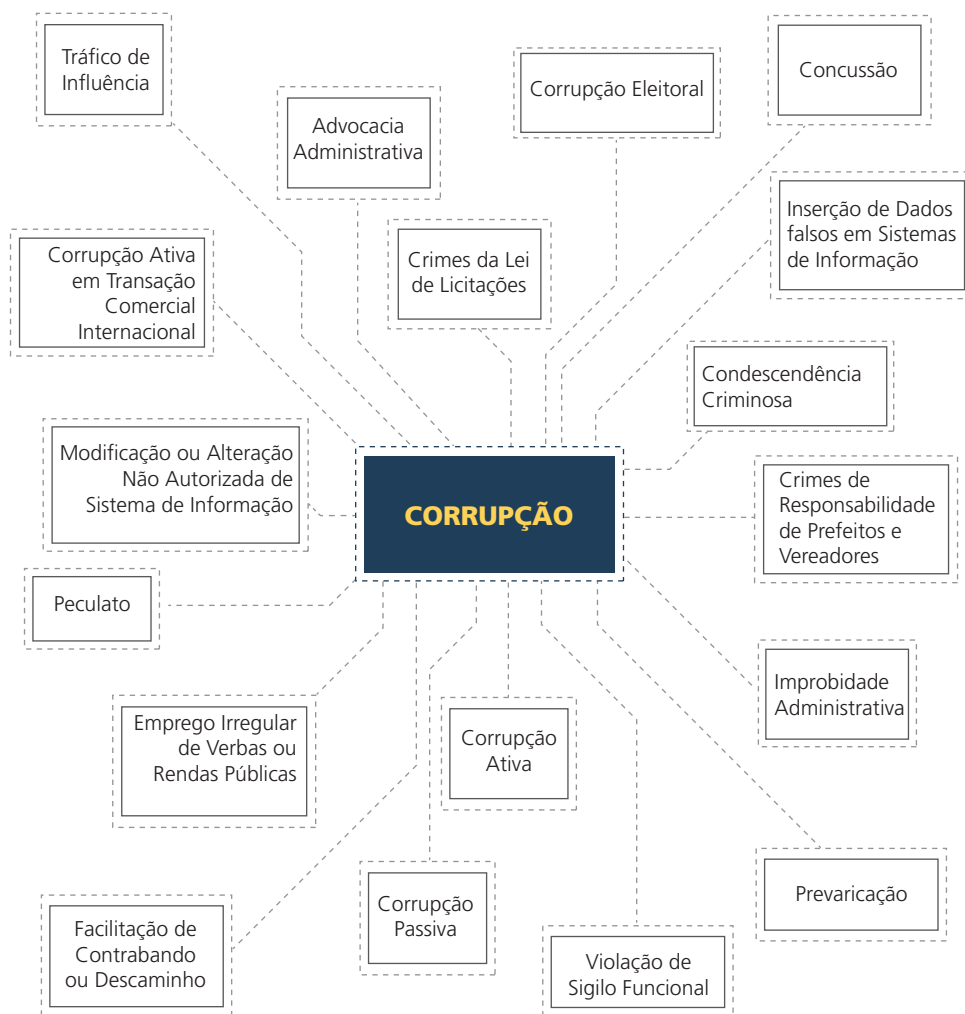 Tráfico de
Influência
Advocacia
Administrativa
Corrupção Eleitoral
Concussão
Corrupção Ativa
em Transação
Comercial
Internacional
Crimes da Lei
de Licitações
Inserção de Dados
falsos em Sistemas
de Informação
Condescendência
Criminosa
Modificação ou Alteração
Não Autorizada de
Sistema de Informação
CORRUPÇÃO
Crimes de
Responsabilidade
de Prefeitos e
Vereadores
Peculato
Improbidade
Administrativa
Emprego Irregular
de Verbas ou
Rendas Públicas
Corrupção
Ativa
Prevaricação
Corrupção
Passiva
Facilitação de
Contrabando
ou Descaminho
Violação de
Sigilo Funcional